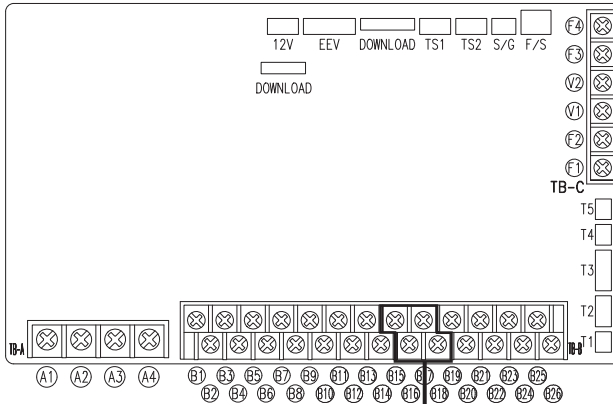 12V EEV DOWNLOAD TS1 TS2 S/G F/S
DOWNLOAD
F4
F3
V2
V1
F2
F1
TB-C
T5
T4
T3
T2
T1
TB-A
TB-B
A1 A2 A3 A4
B1 B3 B5 B7 B9 B11 B13 B15 B17 B19 B21 B23 B25
B2 B4 B6 B8 B10 B12 B14 B16 B18 B20 B22 B24 B26